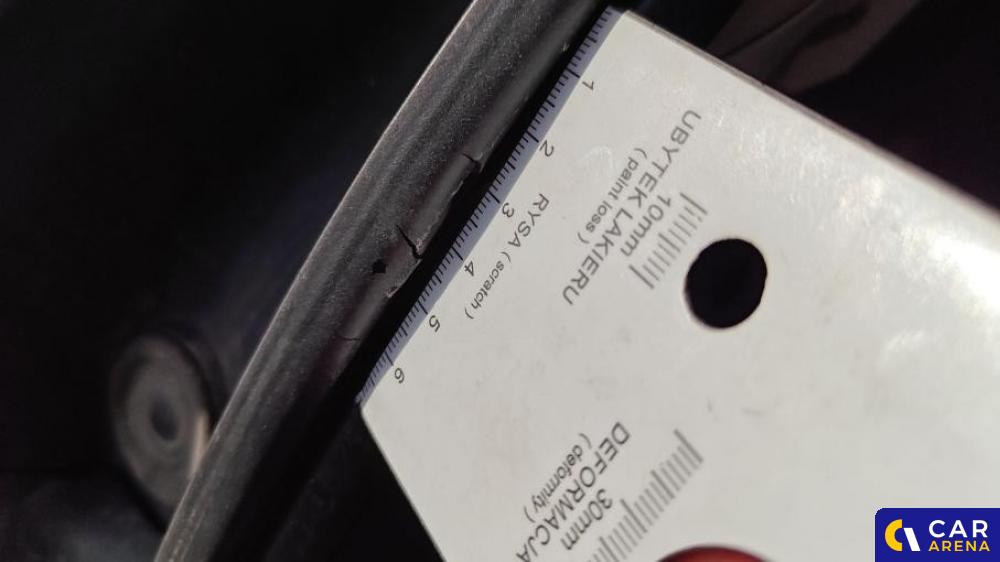 1
2
3
4
5
6
RYSA ( scratch )
UBYTEK LAKIERU
( paint loss )
10mm
DEFORMACJA
( deformity )
30mm
CAR
ARENA